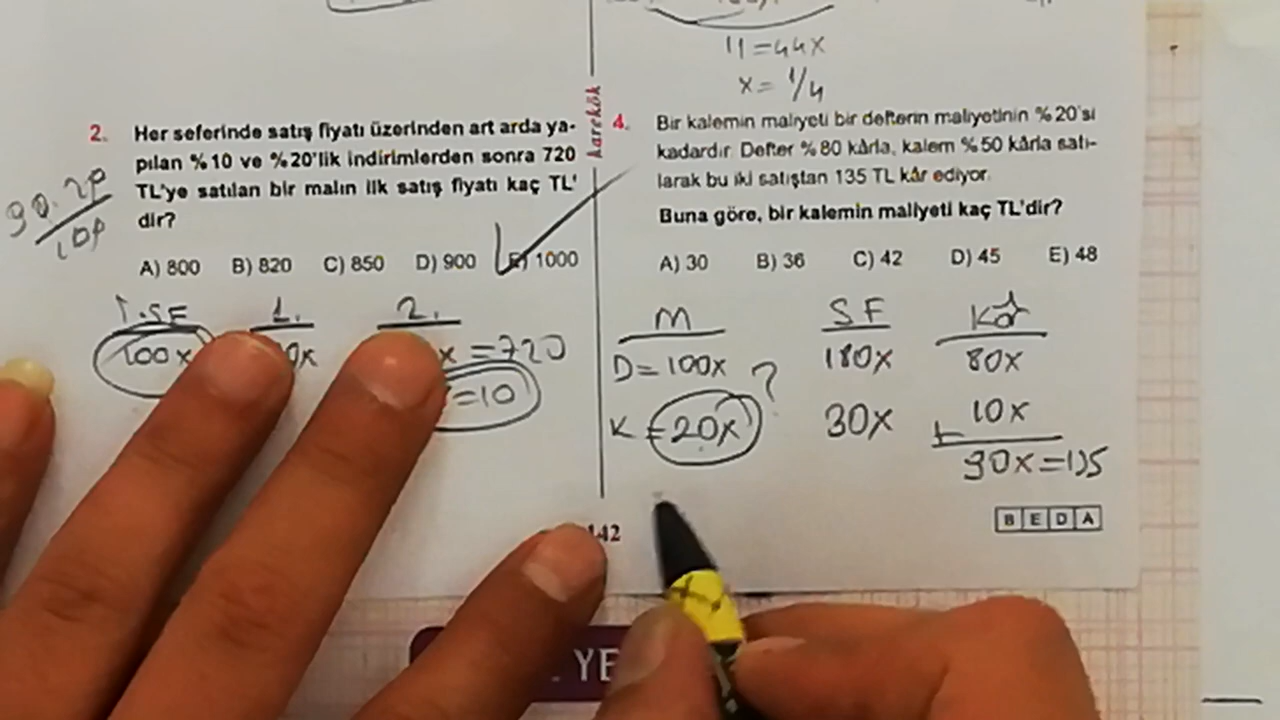 11=44x
x=1/4
2. Her seferinde satış fiyatı üzerinden art arda ya-
pılan %10 ve %20'lik indirimlerden sonra 720
TL'ye satılan bir malın ilk satış fiyatı kaç TL'
dir?
A) 800 B) 820 C) 850 D) 900 E) 1000
İ.SF 1. 2.
100x 0x x=720
=10
karekök
4. Bir kalemin maliyeti bir defterin maliyetinin %20'si
kadardır. Defter %80 kârla, kalem %50 kârla satı-
larak bu iki satıştan 135 TL kâr ediyor.
Buna göre, bir kalemin maliyeti kaç TL'dir?
A) 30 B) 36 C) 42 D) 45 E) 48
M SF Kâr
D=100x ? 180x 80x
K=20x 30x + 10x
90x=135
B E D A
142
YE